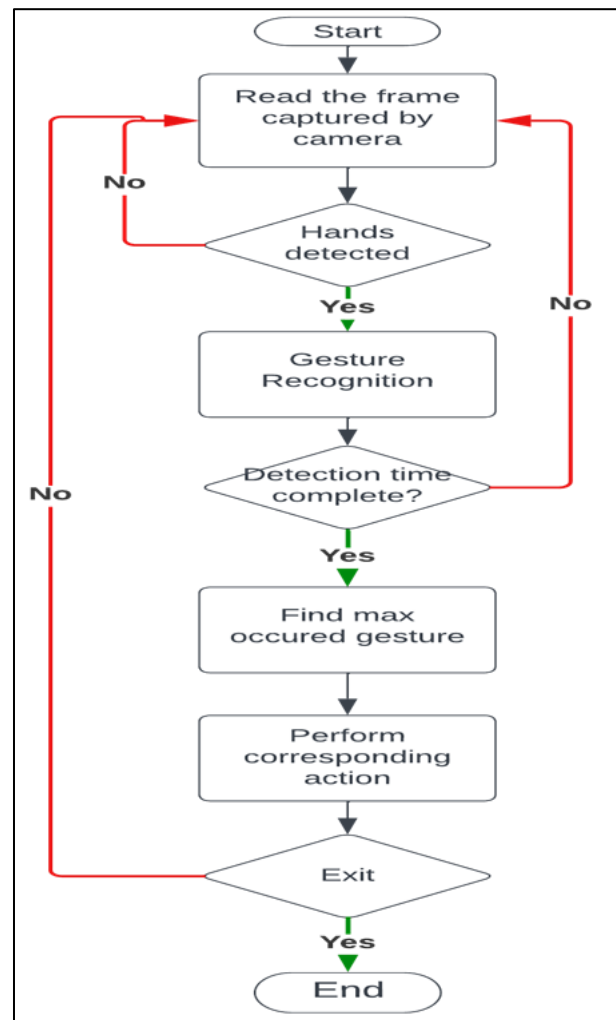 Start
Read the frame
captured by
camera
No
Hands
detected
Yes
No
Gesture
Recognition
Detection time
complete?
No
Yes
Find max
occured gesture
Perform
corresponding
action
Exit
Yes
End